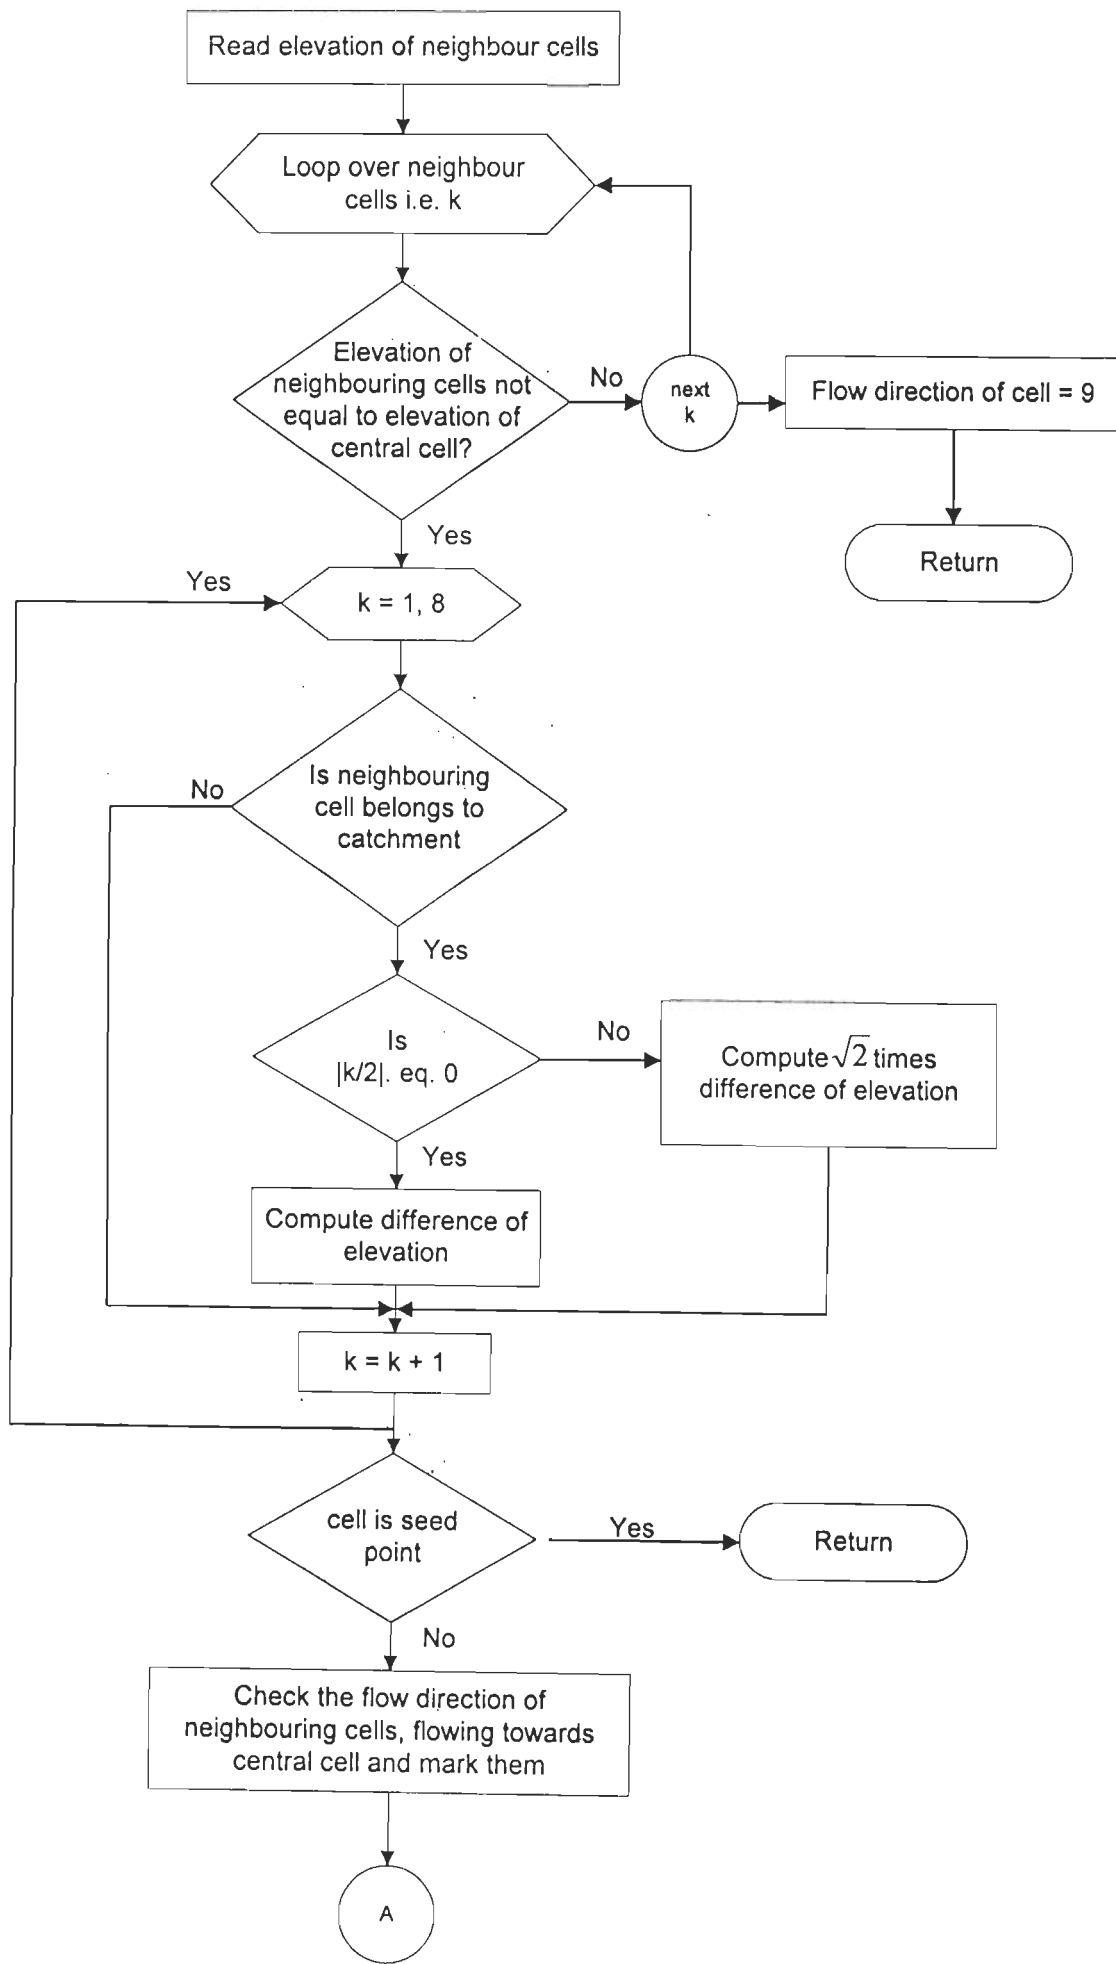 Read elevation of neighbour cells
Loop over neighbour
cells i.e. k
Elevation of
neighbouring cells not
equal to elevation of
central cell?
No
next
k
Flow direction of cell = 9
Yes
Return
Yes
k = 1, 8
Is neighbouring
cell belongs to
catchment
No
Yes
Is
|k/2|. eq. 0
No
Compute √2 times
difference of elevation
Yes
Compute difference of
elevation
k = k + 1
cell is seed
point
Yes
Return
No
Check the flow direction of
neighbouring cells, flowing towards
central cell and mark them
A